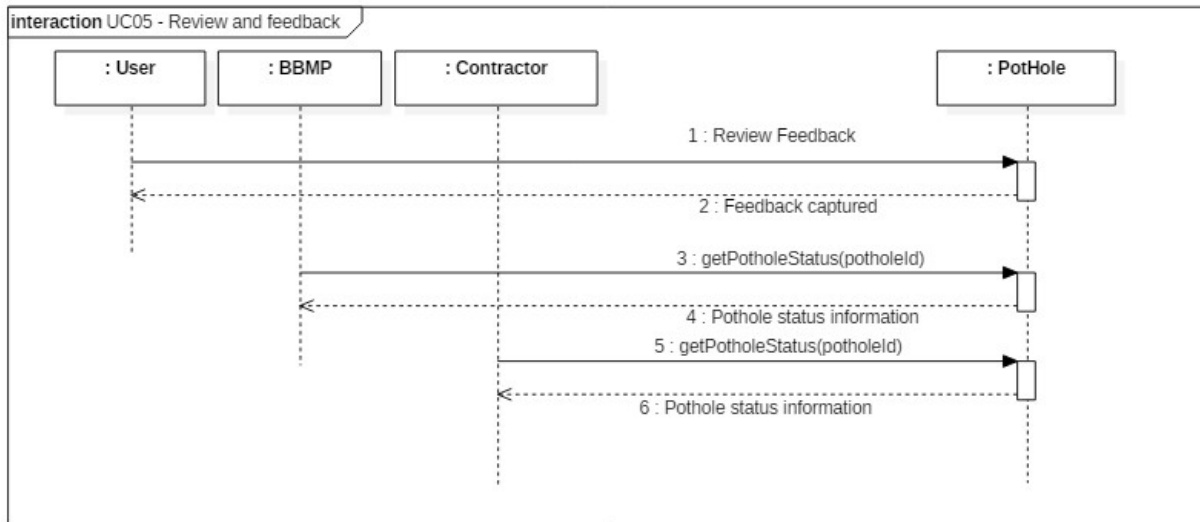 interaction UC05 - Review and feedback
: User
: BBMP
: Contractor
: PotHole
1 : Review Feedback
2 : Feedback captured
3 : getPotholeStatus(potholeId)
4 : Pothole status information
5 : getPotholeStatus(potholeId)
6 : Pothole status information